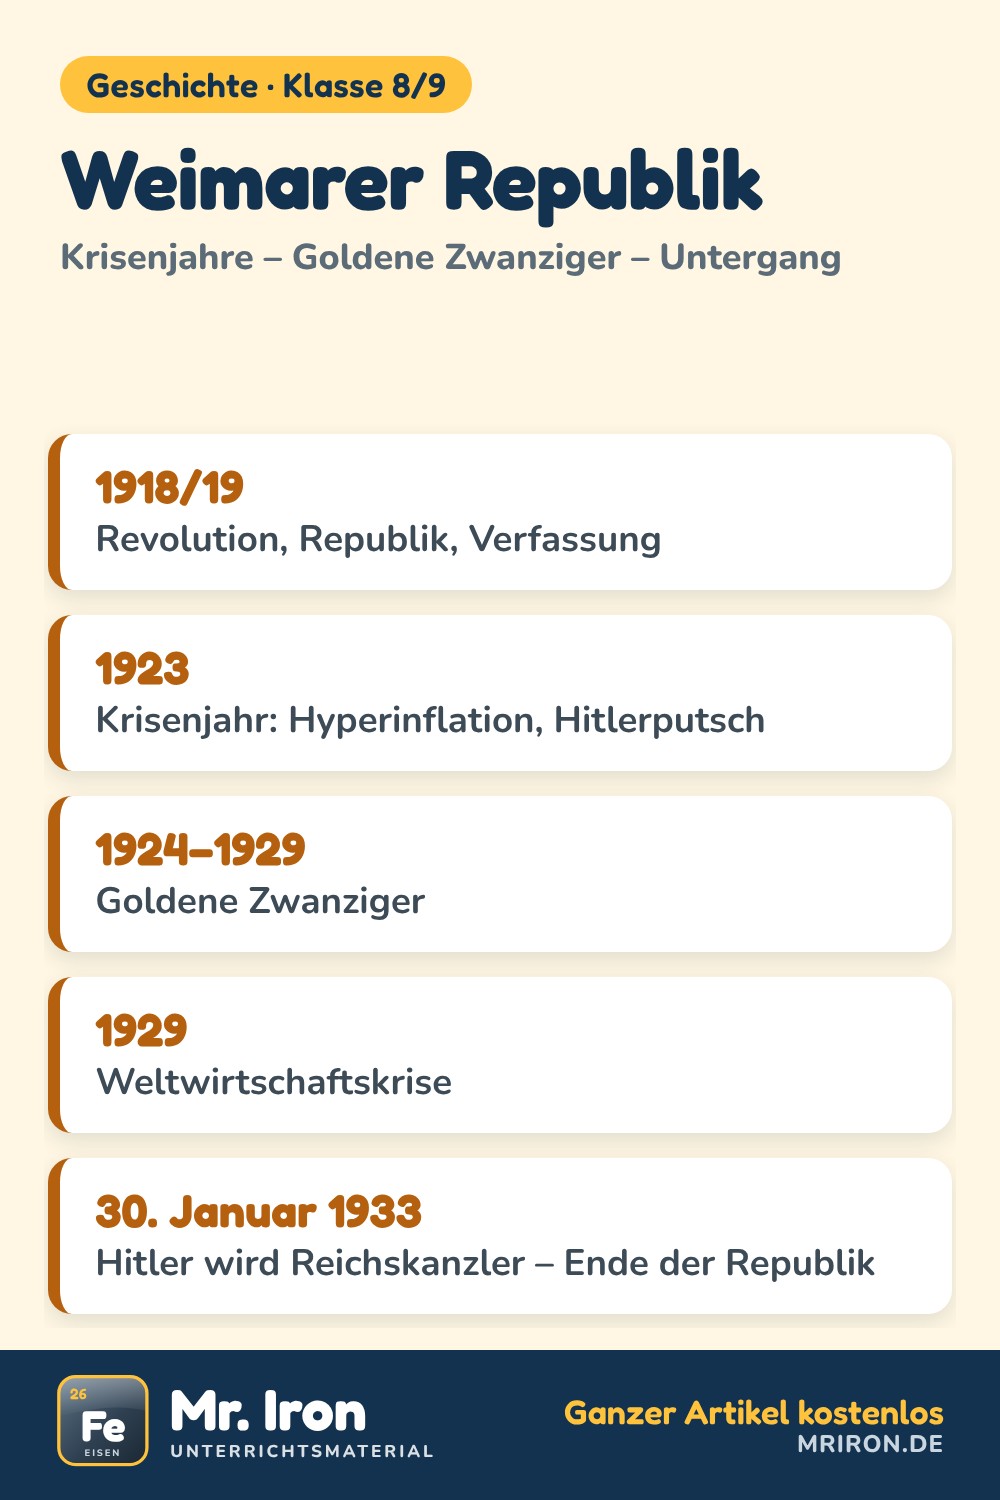 Geschichte · Klasse 8/9
Weimarer Republik
Krisenjahre – Goldene Zwanziger – Untergang
1918/19
Revolution, Republik, Verfassung
1923
Krisenjahr: Hyperinflation, Hitlerputsch
1924–1929
Goldene Zwanziger
1929
Weltwirtschaftskrise
30. Januar 1933
Hitler wird Reichskanzler – Ende der Republik
26
Fe
EISEN
Mr. Iron
UNTERRICHTSMATERIAL
Ganzer Artikel kostenlos
MRIRON.DE